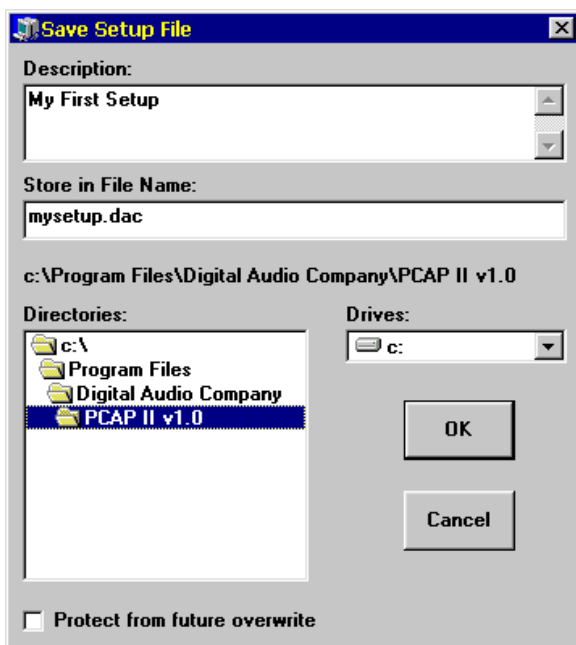 Save Setup File
Description:
My First Setup
Store in File Name:
mysetup.dac
c:\Program Files\Digital Audio Company\PCAP II v1.0
Directories:
c:\
Program Files
Digital Audio Company
PCAP II v1.0
Drives:
c:
OK
Cancel
Protect from future overwrite